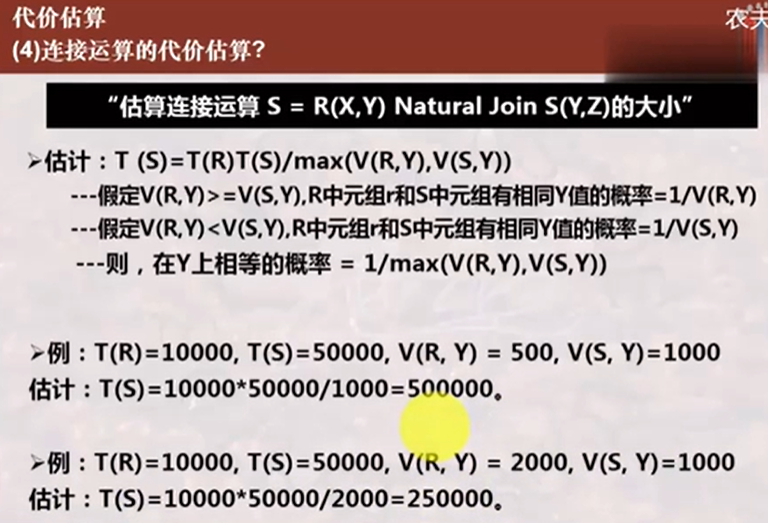 代价估算
(4)连接运算的代价估算?
农夫
“估算连接运算 S = R(X,Y) Natural Join S(Y,Z)的大小”
➢估计：T (S)=T(R)T(S)/max(V(R,Y),V(S,Y))
---假定V(R,Y)>=V(S,Y),R中元组r和S中元组有相同Y值的概率=1/V(R,Y)
---假定V(R,Y)<V(S,Y),R中元组r和S中元组有相同Y值的概率=1/V(S,Y)
---则，在Y上相等的概率 = 1/max(V(R,Y),V(S,Y))
➢例：T(R)=10000, T(S)=50000, V(R, Y) = 500, V(S, Y)=1000
估计：T(S)=10000*50000/1000=500000。
➢例：T(R)=10000, T(S)=50000, V(R, Y) = 2000, V(S, Y)=1000
估计：T(S)=10000*50000/2000=250000。